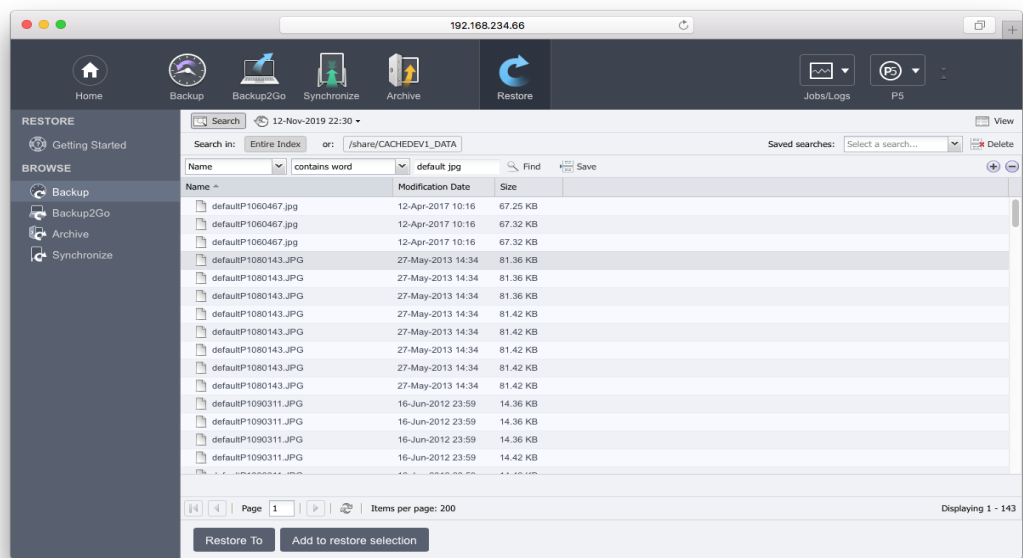 192.168.234.66
Home Backup Backup2Go Synchronize Archive Restore Jobs/Logs P5
P5
RESTORE
Getting Started
BROWSE
Backup
Backup2Go
Archive
Synchronize
Search 12-Nov-2019 22:30 View
Search in: Entire Index or: /share/CACHEDEV1_DATA Saved searches: Select a search... Delete
Name contains word default jpg Find Save
Name Modification Date Size
defaultP1060467.jpg 12-Apr-2017 10:16 67.25 KB
defaultP1060467.jpg 12-Apr-2017 10:16 67.32 KB
defaultP1060467.jpg 12-Apr-2017 10:16 67.32 KB
defaultP1080143.JPG 27-May-2013 14:34 81.36 KB
defaultP1080143.JPG 27-May-2013 14:34 81.36 KB
defaultP1080143.JPG 27-May-2013 14:34 81.36 KB
defaultP1080143.JPG 27-May-2013 14:34 81.42 KB
defaultP1080143.JPG 27-May-2013 14:34 81.42 KB
defaultP1080143.JPG 27-May-2013 14:34 81.42 KB
defaultP1080143.JPG 27-May-2013 14:34 81.42 KB
defaultP1080143.JPG 27-May-2013 14:34 81.42 KB
defaultP1090311.JPG 16-Jun-2012 23:59 14.36 KB
defaultP1090311.JPG 16-Jun-2012 23:59 14.36 KB
defaultP1090311.JPG 16-Jun-2012 23:59 14.36 KB
defaultP1090311.JPG 16-Jun-2012 23:59 14.42 KB
Page 1 Items per page: 200 Displaying 1 - 143
Restore To Add to restore selection